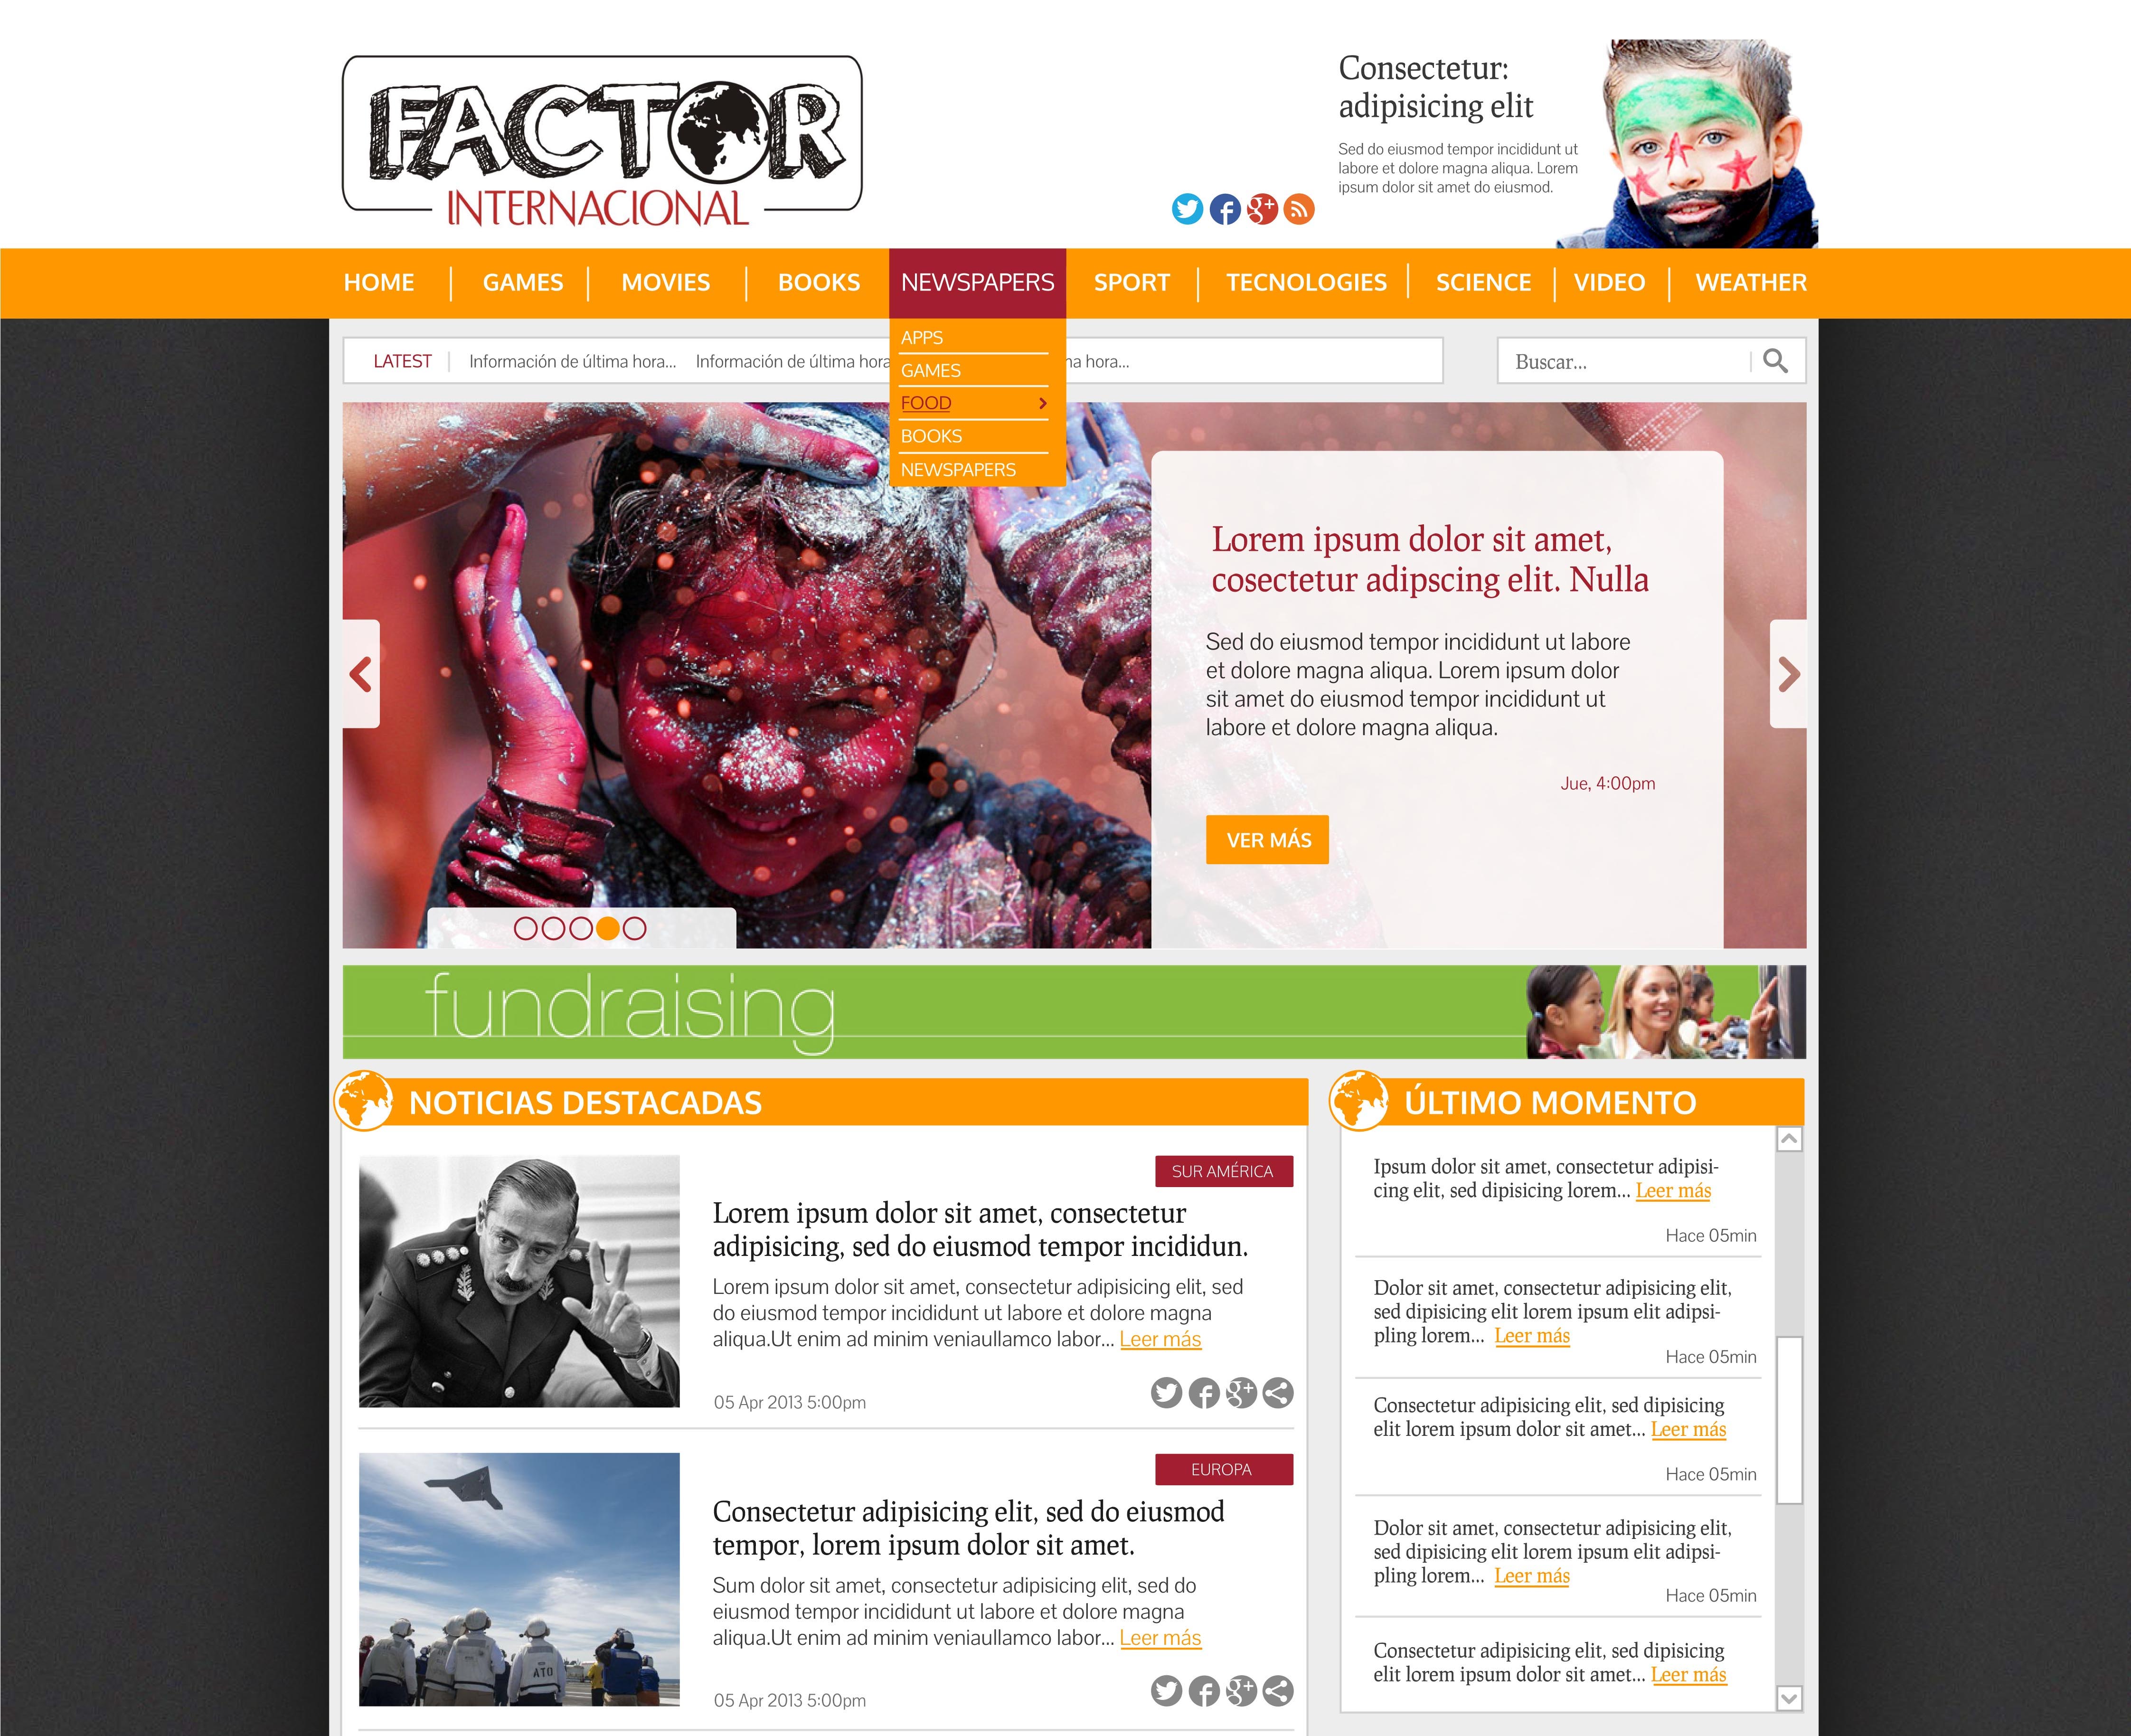 FACTOR
INTERNACIONAL
Consectetur:
adipisicing elit
Sed do eiusmod tempor incididunt ut
labore et dolore magna aliqua. Lorem
ipsum dolor sit amet do eiusmod.
HOME
GAMES
MOVIES
BOOKS
NEWSPAPERS
SPORT
TECNOLOGIES
SCIENCE
VIDEO
WEATHER
APPS
GAMES
FOOD
BOOKS
NEWSPAPERS
LATEST
Información de última hora...
Información de última hora
hora...
Buscar...
Lorem ipsum dolor sit amet,
cosectetur adipscing elit. Nulla
Sed do eiusmod tempor incididunt ut labore
et dolore magna aliqua. Lorem ipsum dolor
sit amet do eiusmod tempor incididunt ut
labore et dolore magna aliqua.
Jue, 4:00pm
VER MÁS
fundraising
NOTICIAS DESTACADAS
SUR AMÉRICA
Lorem ipsum dolor sit amet, consectetur
adipisicing, sed do eiusmod tempor incididun.
Lorem ipsum dolor sit amet, consectetur adipisicing elit, sed
do eiusmod tempor incididunt ut labore et dolore magna
aliqua.Ut enim ad minim veniaullamco labor... Leer más
05 Apr 2013 5:00pm
EUROPA
Consectetur adipisicing elit, sed do eiusmod
tempor, lorem ipsum dolor sit amet.
Sum dolor sit amet, consectetur adipisicing elit, sed do
eiusmod tempor incididunt ut labore et dolore magna
aliqua.Ut enim ad minim veniaullamco labor... Leer más
05 Apr 2013 5:00pm
ATO
ÚLTIMO MOMENTO
Ipsum dolor sit amet, consectetur adipisi-
cing elit, sed dipisicing lorem... Leer más
Hace 05min
Dolor sit amet, consectetur adipisicing elit,
sed dipisicing elit lorem ipsum elit adipsi-
pling lorem... Leer más
Hace 05min
Consectetur adipisicing elit, sed dipisicing
elit lorem ipsum dolor sit amet... Leer más
Hace 05min
Dolor sit amet, consectetur adipisicing elit,
sed dipisicing elit lorem ipsum elit adipsi-
pling lorem... Leer más
Hace 05min
Consectetur adipisicing elit, sed dipisicing
elit lorem ipsum dolor sit amet... Leer más